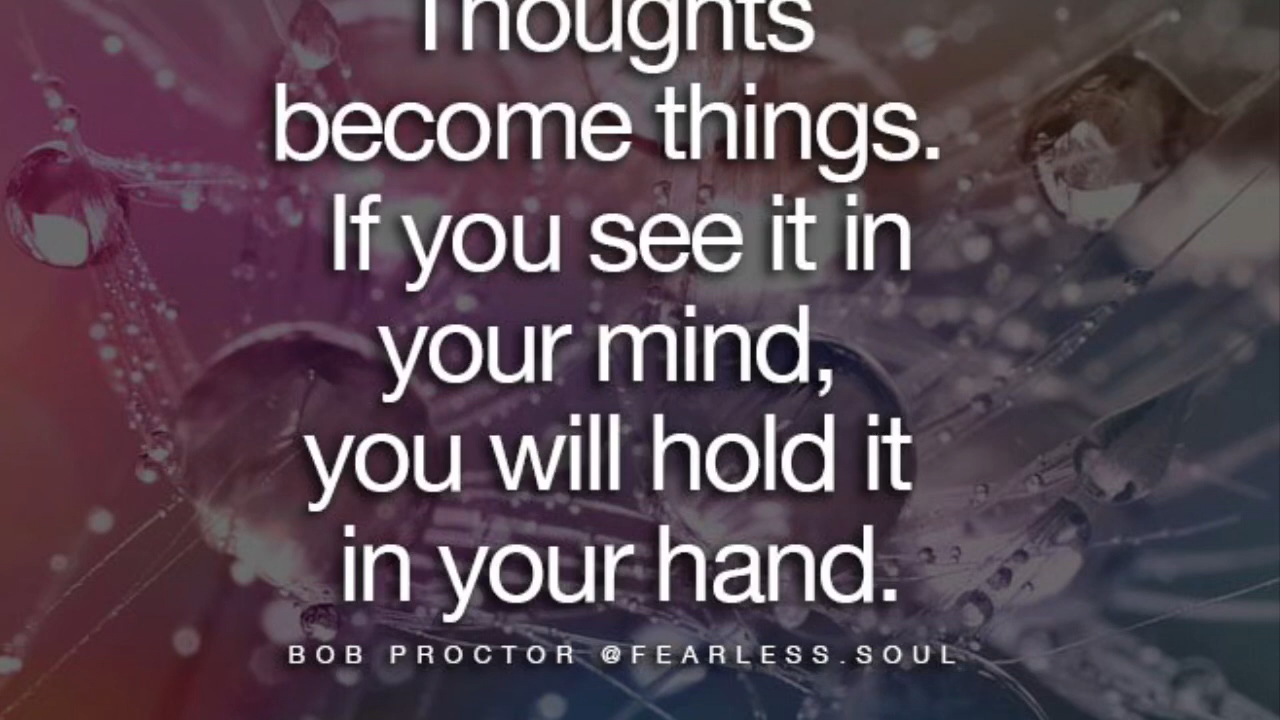 Thoughts
become things.
If you see it in
your mind,
you will hold it
in your hand.
BOB PROCTOR @FEARLESS.SOUL